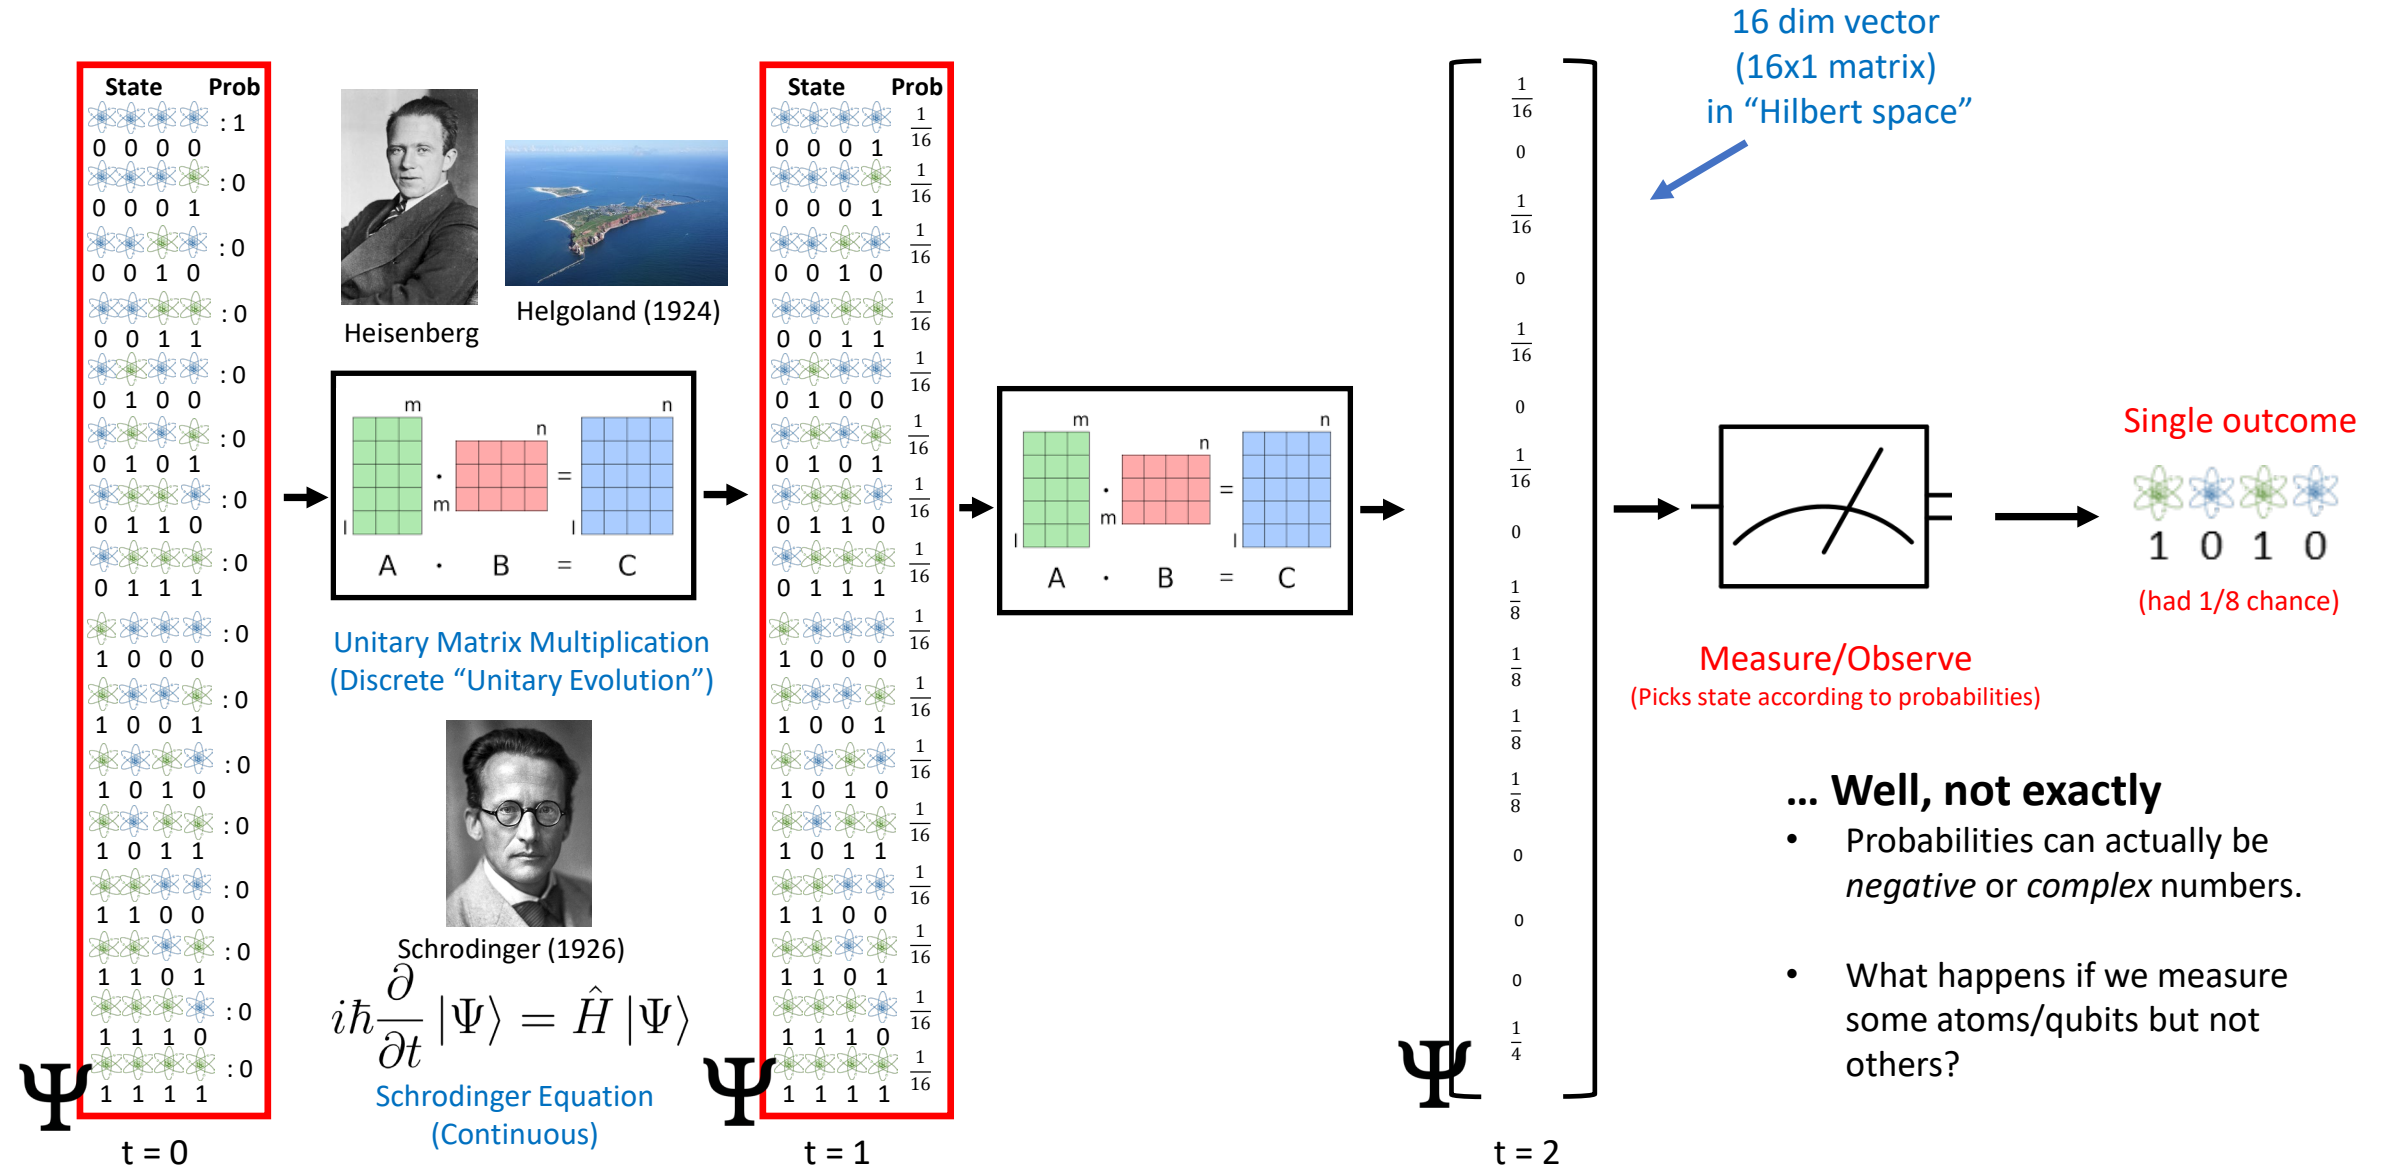 State Prob
: 1
0 0 0 0
: 0
0 0 0 1
: 0
0 0 1 0
: 0
0 0 1 1
: 0
0 1 0 0
: 0
0 1 0 1
: 0
0 1 1 0
: 0
0 1 1 1
: 0
1 0 0 0
: 0
1 0 0 1
: 0
1 0 1 0
: 0
1 0 1 1
: 0
1 1 0 0
: 0
1 1 0 1
: 0
1 1 1 0
: 0
1 1 1 1
Ψ
t = 0
Heisenberg
Helgoland (1924)
m
n
n
·
=
m
l
l
A · B = C
Unitary Matrix Multiplication
(Discrete “Unitary Evolution”)
Schrodinger (1926)
iħ ∂/∂t |Ψ⟩ = Ĥ |Ψ⟩
Schrodinger Equation
(Continuous)
State Prob
1/16
0 0 0 1
1/16
0 0 0 1
1/16
0 0 1 0
1/16
0 0 1 1
1/16
0 1 0 0
1/16
0 1 0 1
1/16
0 1 1 0
1/16
0 1 1 1
1/16
1 0 0 0
1/16
1 0 0 1
1/16
1 0 1 0
1/16
1 0 1 1
1/16
1 1 0 0
1/16
1 1 0 1
1/16
1 1 1 0
1/16
1 1 1 1
Ψ
t = 1
m
n
n
·
=
m
l
l
A · B = C
1/16
0
1/16
0
1/16
0
1/16
0
1/8
1/8
1/8
1/8
0
0
0
1/4
Ψ
t = 2
16 dim vector
(16x1 matrix)
in “Hilbert space”
Measure/Observe
(Picks state according to probabilities)
Single outcome
1 0 1 0
(had 1/8 chance)
... Well, not exactly
• Probabilities can actually be
negative or complex numbers.
• What happens if we measure
some atoms/qubits but not
others?